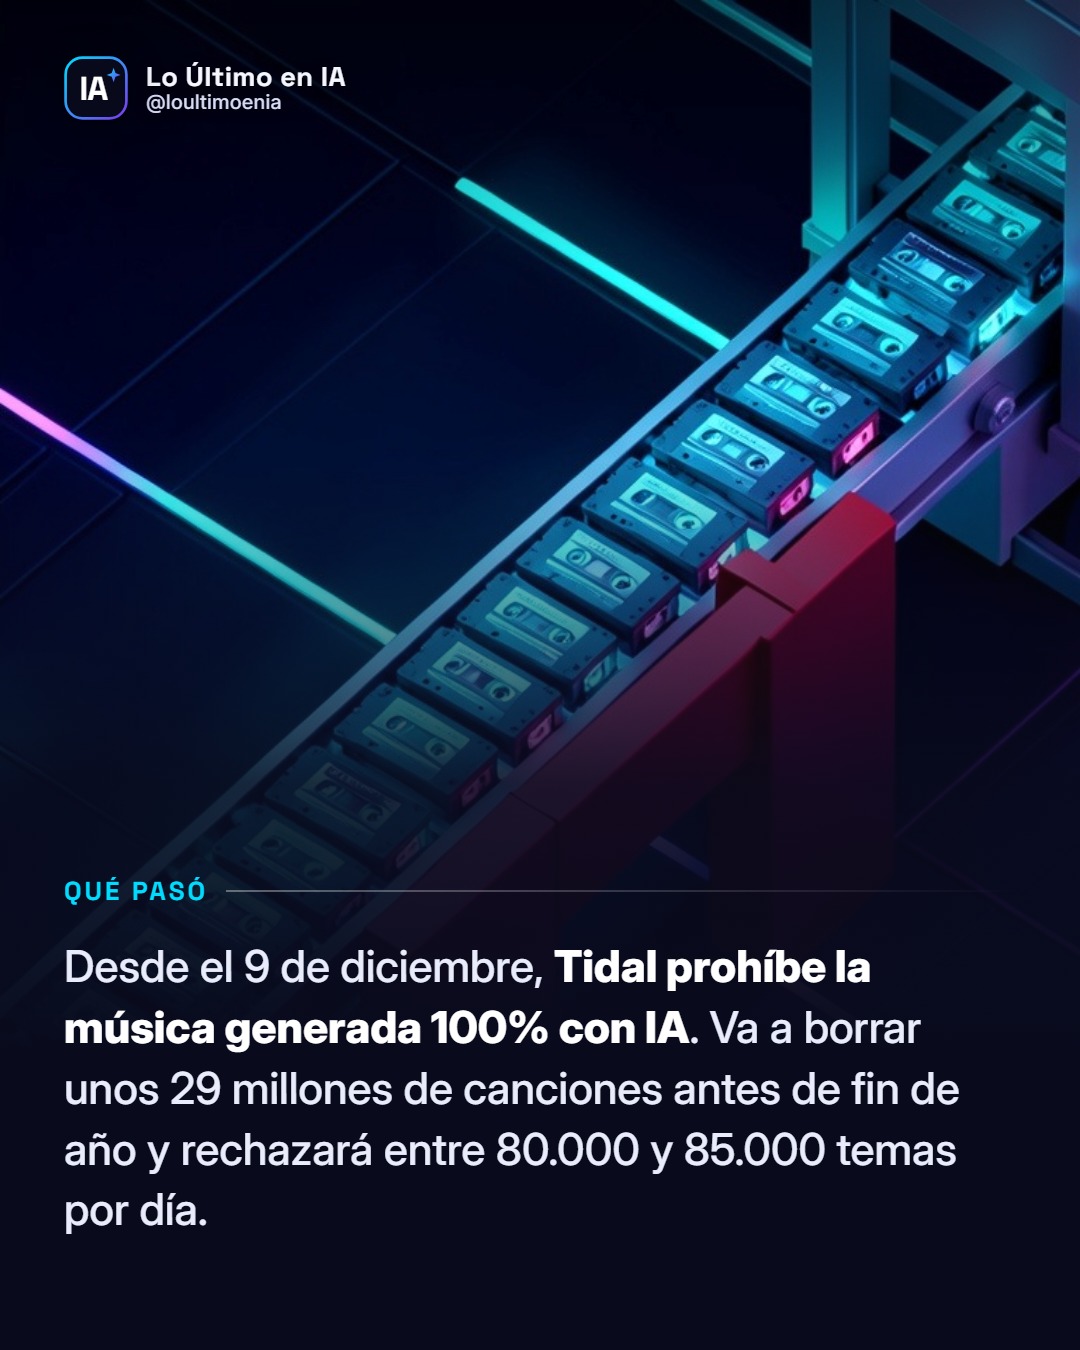 IA
Lo Último en IA
@loultimoenia
QUÉ PASÓ
Desde el 9 de diciembre, Tidal prohíbe la
música generada 100% con IA. Va a borrar
unos 29 millones de canciones antes de fin de
año y rechazará entre 80.000 y 85.000 temas
por día.